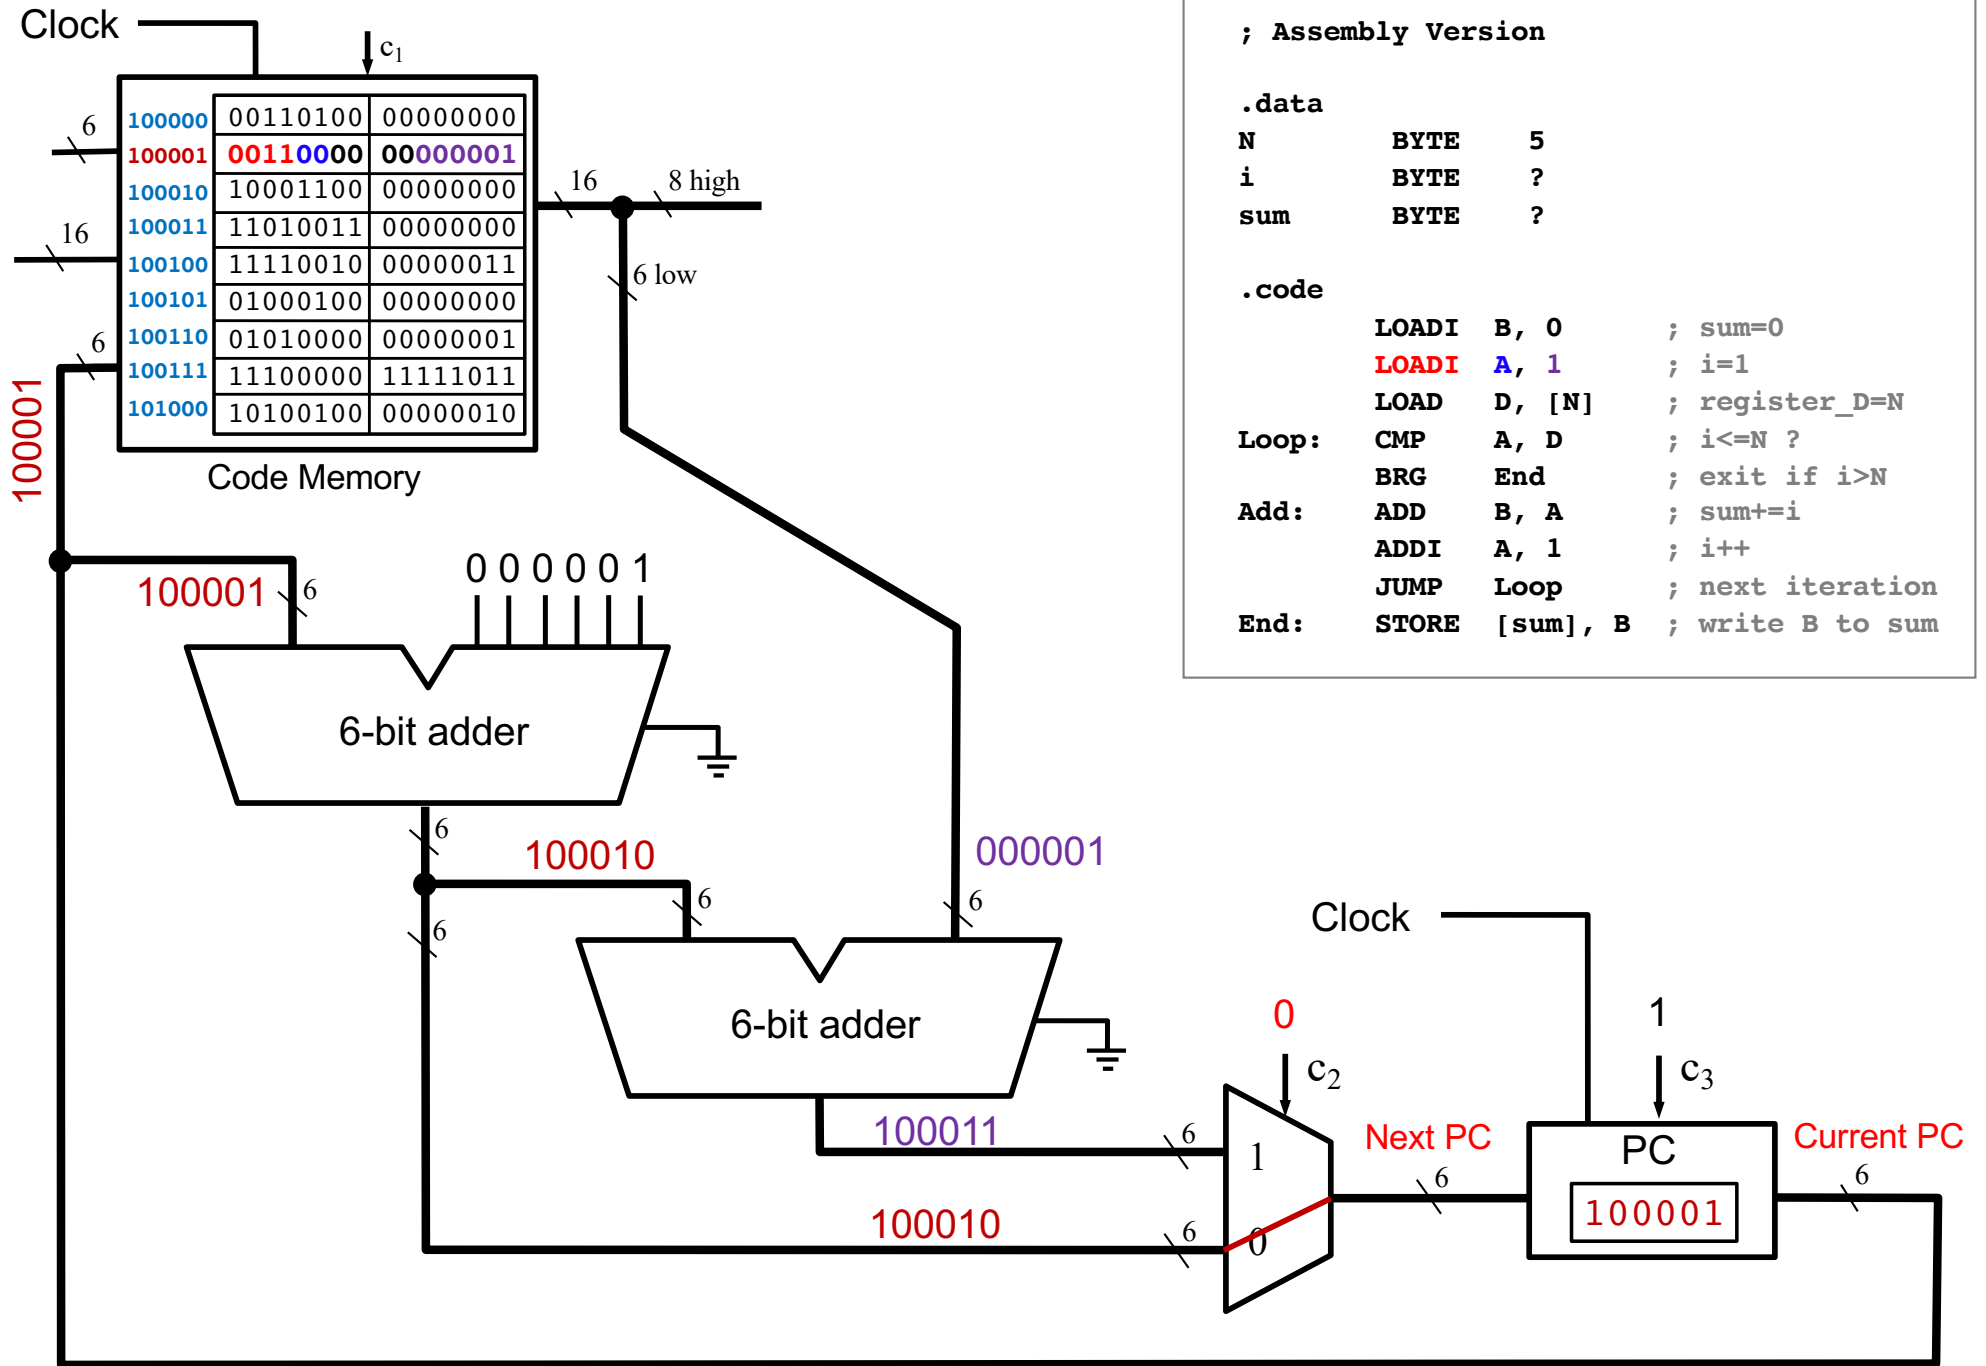 Clock
c1
6
100000 00110100 00000000
100001 00110000 00000001
100010 10001100 00000000
100011 11010011 00000000
100100 11110010 00000011
100101 01000100 00000000
100110 01010000 00000001
100111 11100000 11111011
101000 10100100 00000010
16
6
16
8 high
6 low
Code Memory
100001
100001
6
0 0 0 0 0 1
6-bit adder
6
100010
6
6
000001
6
6-bit adder
100011
6
100010
6
1
0
0
c2
Next PC
6
Clock
1
c3
PC
100001
Current PC
6
; Assembly Version
.data
N BYTE 5
i BYTE ?
sum BYTE ?
.code
LOADI B, 0 ; sum=0
LOADI A, 1 ; i=1
LOAD D, [N] ; register_D=N
Loop: CMP A, D ; i<=N ?
BRG End ; exit if i>N
Add: ADD B, A ; sum+=i
ADDI A, 1 ; i++
JUMP Loop ; next iteration
End: STORE [sum], B ; write B to sum